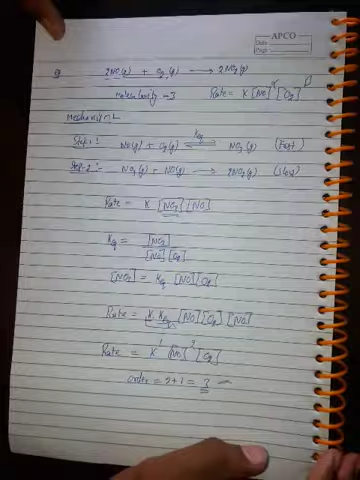 APCO
Date
Page
Q 2NO(g) + O₂(g) ⟶ 2NO₂(g)
molecularity = 3 Rate = K [NO]^α [O₂]^β
Mechanism
Step-1:- NO(g) + O₂(g) ⇌ NO₃(g) (Fast)
Keq
Step-2:- NO₃(g) + NO(g) ⟶ 2NO₂(g) (Slow)
Rate = K [NO₃] [NO]
Keq = [NO₃]
[NO][O₂]
[NO₃] = Keq [NO][O₂]
Rate = K Keq [NO][O₂] [NO]
Rate = K' [NO]² [O₂]
order = 2+1 = 3